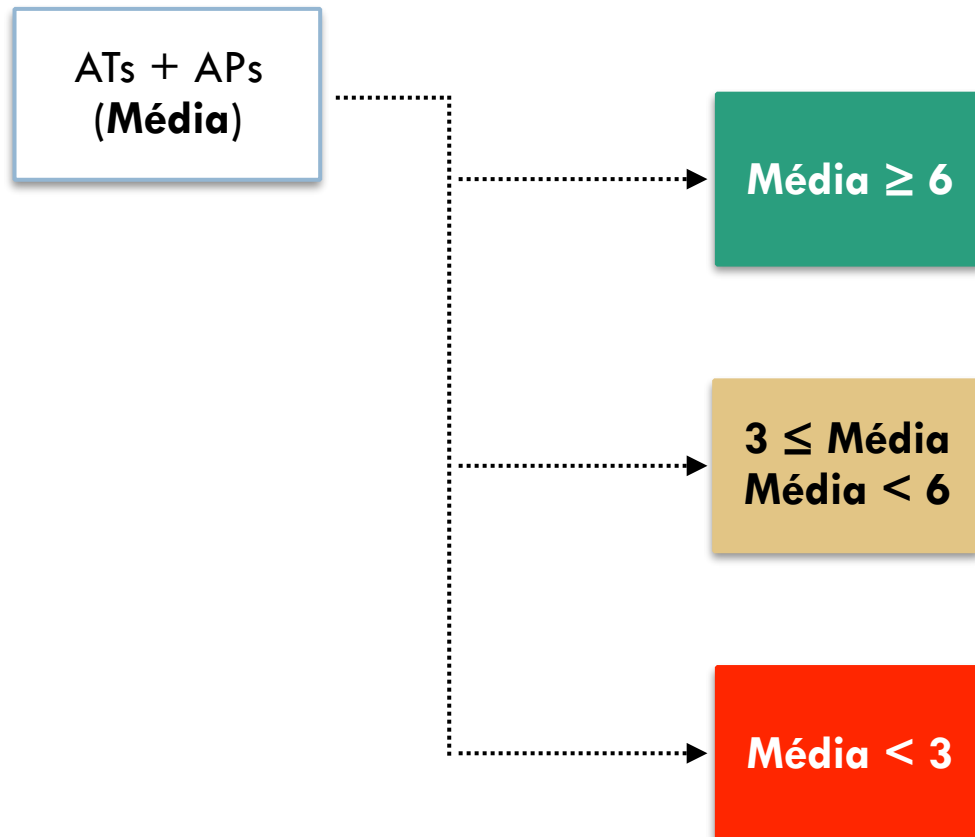 ATs + APs
(Média)
Média ≥ 6
3 ≤ Média
Média < 6
Média < 3